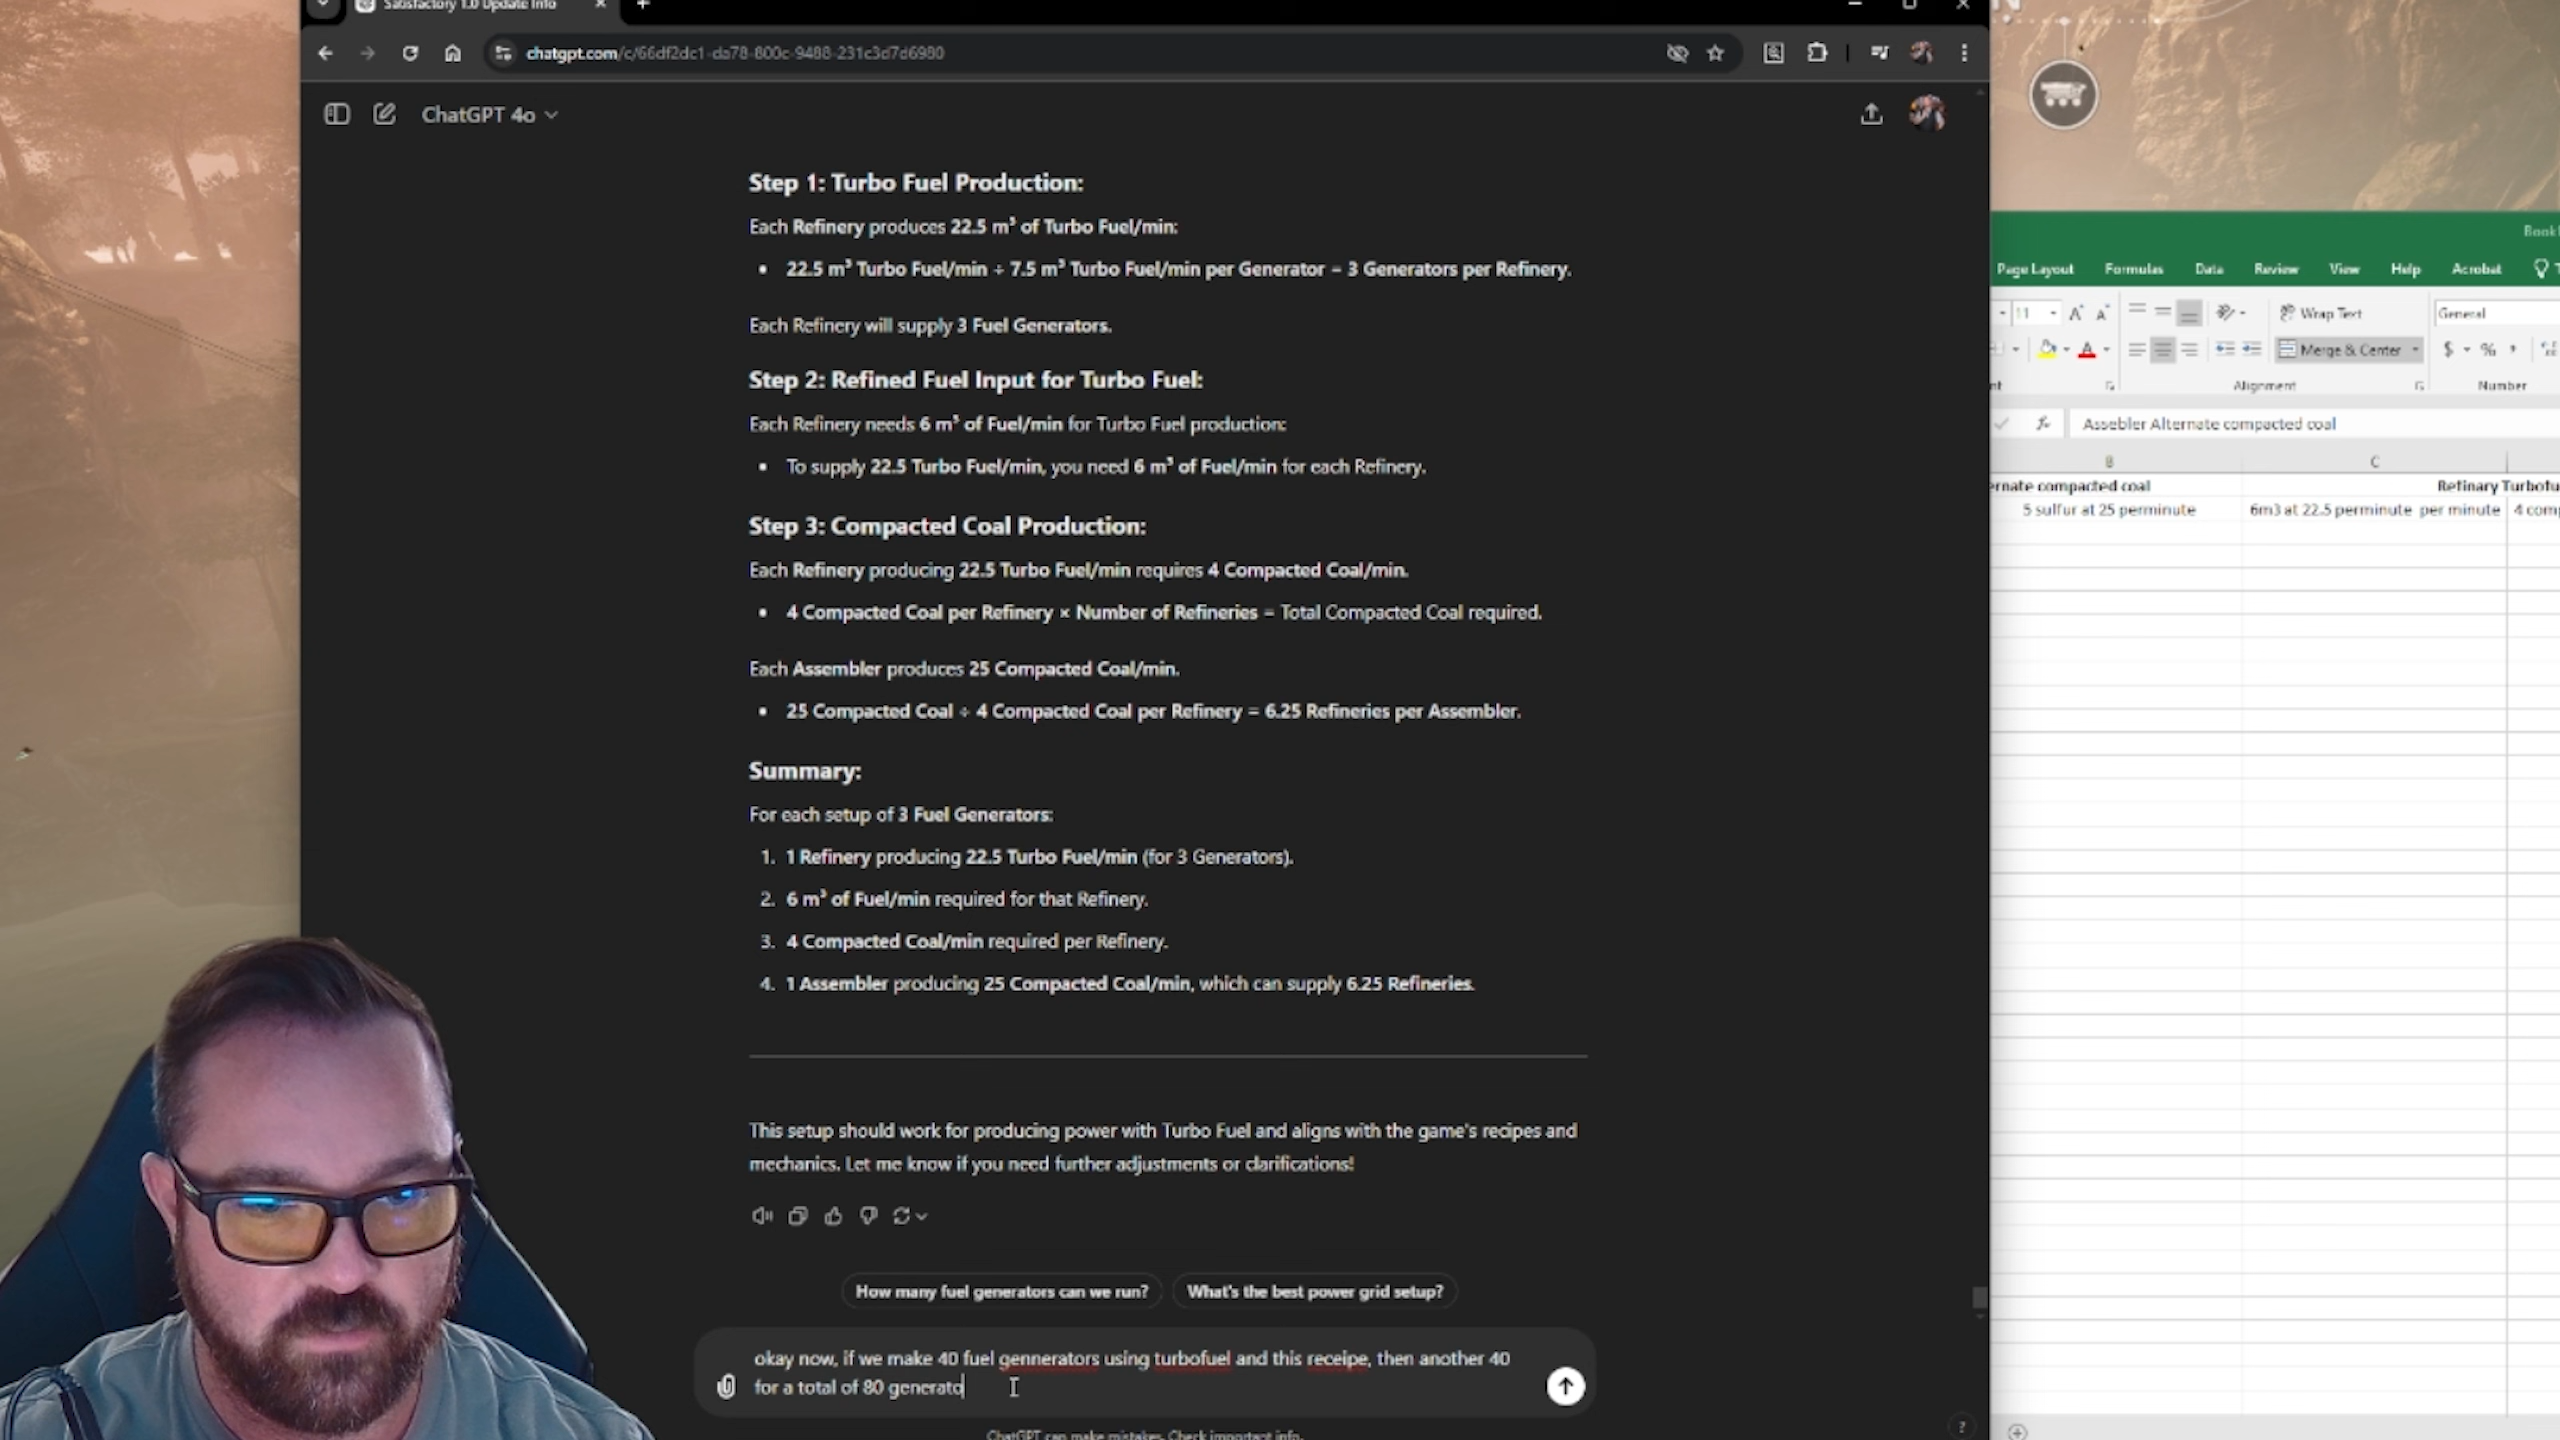 Satisfactory 1.0 Update Info
chatgpt.com/c/66df2dc1-da78-800c-9488-231c3d7d6980
ChatGPT 4o
Step 1: Turbo Fuel Production:
Each Refinery produces 22.5 m³ of Turbo Fuel/min:
• 22.5 m³ Turbo Fuel/min ÷ 7.5 m³ Turbo Fuel/min per Generator = 3 Generators per Refinery.
Each Refinery will supply 3 Fuel Generators.
Step 2: Refined Fuel Input for Turbo Fuel:
Each Refinery needs 6 m³ of Fuel/min for Turbo Fuel production:
• To supply 22.5 Turbo Fuel/min, you need 6 m³ of Fuel/min for each Refinery.
Step 3: Compacted Coal Production:
Each Refinery producing 22.5 Turbo Fuel/min requires 4 Compacted Coal/min.
• 4 Compacted Coal per Refinery × Number of Refineries = Total Compacted Coal required.
Each Assembler produces 25 Compacted Coal/min.
• 25 Compacted Coal ÷ 4 Compacted Coal per Refinery = 6.25 Refineries per Assembler.
Summary:
For each setup of 3 Fuel Generators:
1. 1 Refinery producing 22.5 Turbo Fuel/min (for 3 Generators).
2. 6 m³ of Fuel/min required for that Refinery.
3. 4 Compacted Coal/min required per Refinery.
4. 1 Assembler producing 25 Compacted Coal/min, which can supply 6.25 Refineries.
This setup should work for producing power with Turbo Fuel and aligns with the game's recipes and
mechanics. Let me know if you need further adjustments or clarifications!
How many fuel generators can we run? What's the best power grid setup?
okay now, if we make 40 fuel gennerators using turbofuel and this receipe, then another 40
for a total of 80 generato
ChatGPT can make mistakes. Check important info.
?
Book1
Page Layout Formulas Data Review View Help Acrobat
11 A A Wrap Text General
A Merge & Center $ % ,
Alignment Number
fx Assebler Alternate compacted coal
B C
ernate compacted coal Refinary Turbofu
5 sulfur at 25 perminute 6m3 at 22.5 perminute per minute 4 comp